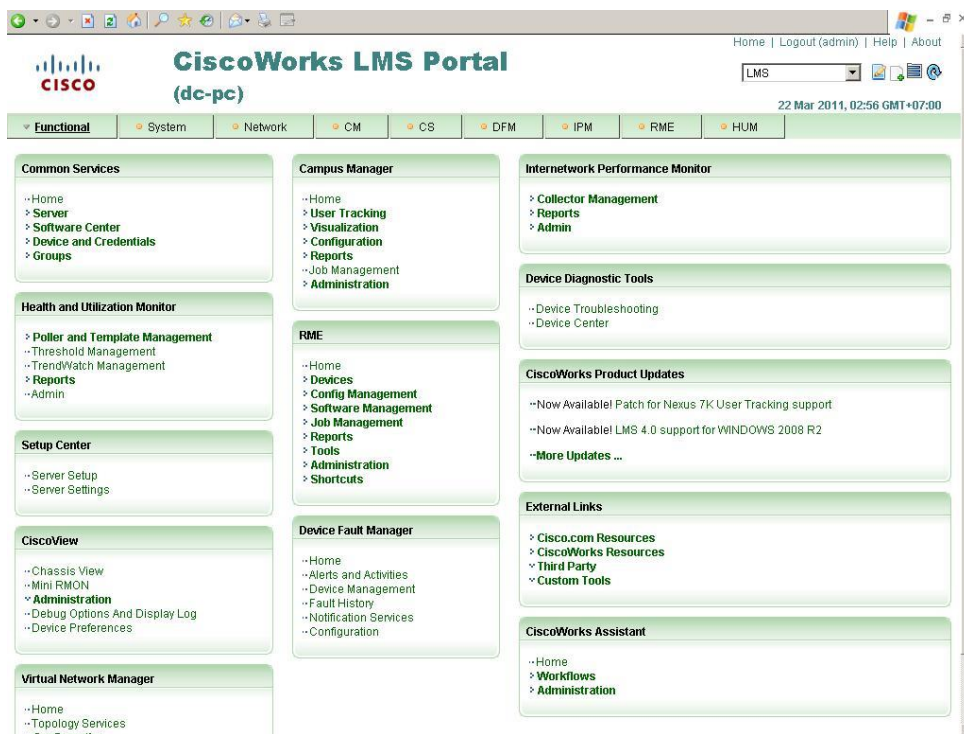 Home | Logout (admin) | Help | About
CISCO
CiscoWorks LMS Portal
(dc-pc)
LMS
22 Mar 2011, 02:56 GMT+07:00
Functional
System
Network
CM
CS
DFM
IPM
RME
HUM
Common Services
Home
Server
Software Center
Device and Credentials
Groups
Health and Utilization Monitor
Poller and Template Management
Threshold Management
TrendWatch Management
Reports
Admin
Setup Center
Server Setup
Server Settings
CiscoView
Chassis View
Mini RMON
Administration
Debug Options And Display Log
Device Preferences
Virtual Network Manager
Home
Topology Services
Campus Manager
Home
User Tracking
Visualization
Configuration
Reports
Job Management
Administration
RME
Home
Devices
Config Management
Software Management
Job Management
Reports
Tools
Administration
Shortcuts
Device Fault Manager
Home
Alerts and Activities
Device Management
Fault History
Notification Services
Configuration
Internetwork Performance Monitor
Collector Management
Reports
Admin
Device Diagnostic Tools
Device Troubleshooting
Device Center
CiscoWorks Product Updates
Now Available! Patch for Nexus 7K User Tracking support
Now Available! LMS 4.0 support for WINDOWS 2008 R2
More Updates ...
External Links
Cisco.com Resources
CiscoWorks Resources
Third Party
Custom Tools
CiscoWorks Assistant
Home
Workflows
Administration